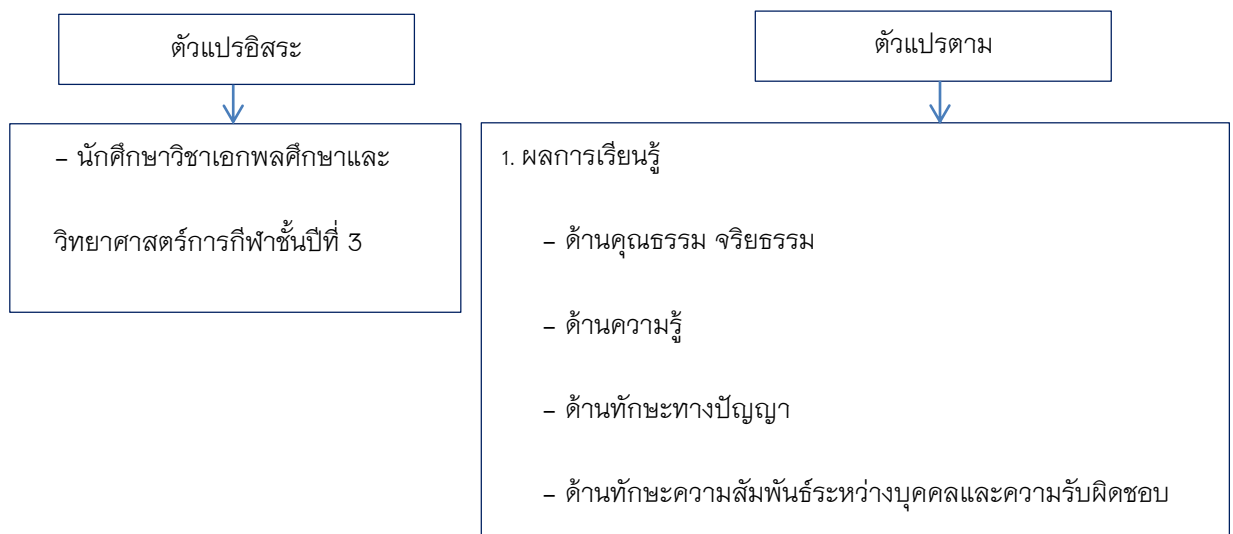 ตัวแปรอิสระ
ตัวแปรตาม
– นักศึกษาวิชาเอกพลศึกษาและ
วิทยาศาสตร์การกีฬาชั้นปีที่ 3
1. ผลการเรียนรู้
– ด้านคุณธรรม จริยธรรม
– ด้านความรู้
– ด้านทักษะทางปัญญา
– ด้านทักษะความสัมพันธ์ระหว่างบุคคลและความรับผิดชอบ